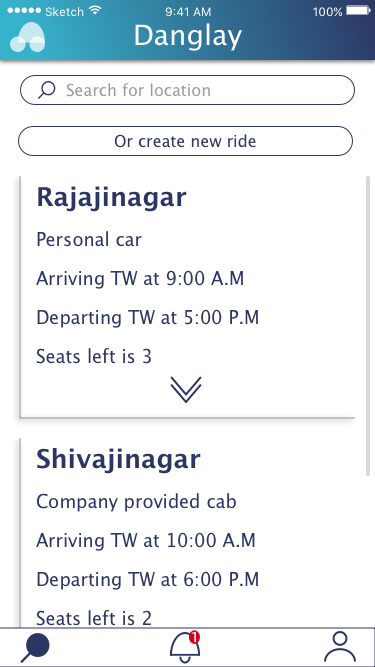 Sketch 9:41 AM 100%
Danglay
Search for location
Or create new ride
Rajajinagar
Personal car
Arriving TW at 9:00 A.M
Departing TW at 5:00 P.M
Seats left is 3
Shivajinagar
Company provided cab
Arriving TW at 10:00 A.M
Departing TW at 6:00 P.M
Seats left is 2
1